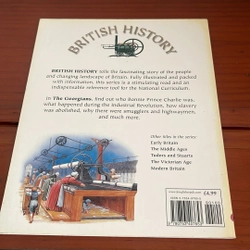 BRITISH HISTORY
BRITISH HISTORY tells the fascinating story of the people
and changing landscape of Britain. Fully illustrated and packed
with information, this series is a stimulating read and an
indispensable reference tool for the National Curriculum.
In The Georgians, find out who Bonnie Prince Charlie was,
what happened during the Industrial Revolution, how slavery
was abolished, why there were smugglers and highwaymen,
and much more.
Other titles in the series:
Early Britain
The Middle Ages
Tudors and Stuarts
The Victorian Age
Modern Britain
£4.99